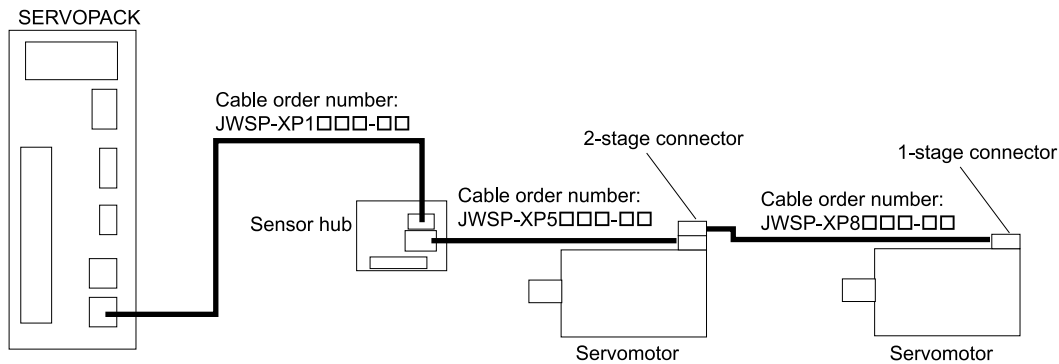 SERVOPACK
Cable order number:
JWSP-XP1□□□-□□
2-stage connector
1-stage connector
Sensor hub
Cable order number:
JWSP-XP5□□□-□□
Cable order number:
JWSP-XP8□□□-□□
Servomotor
Servomotor